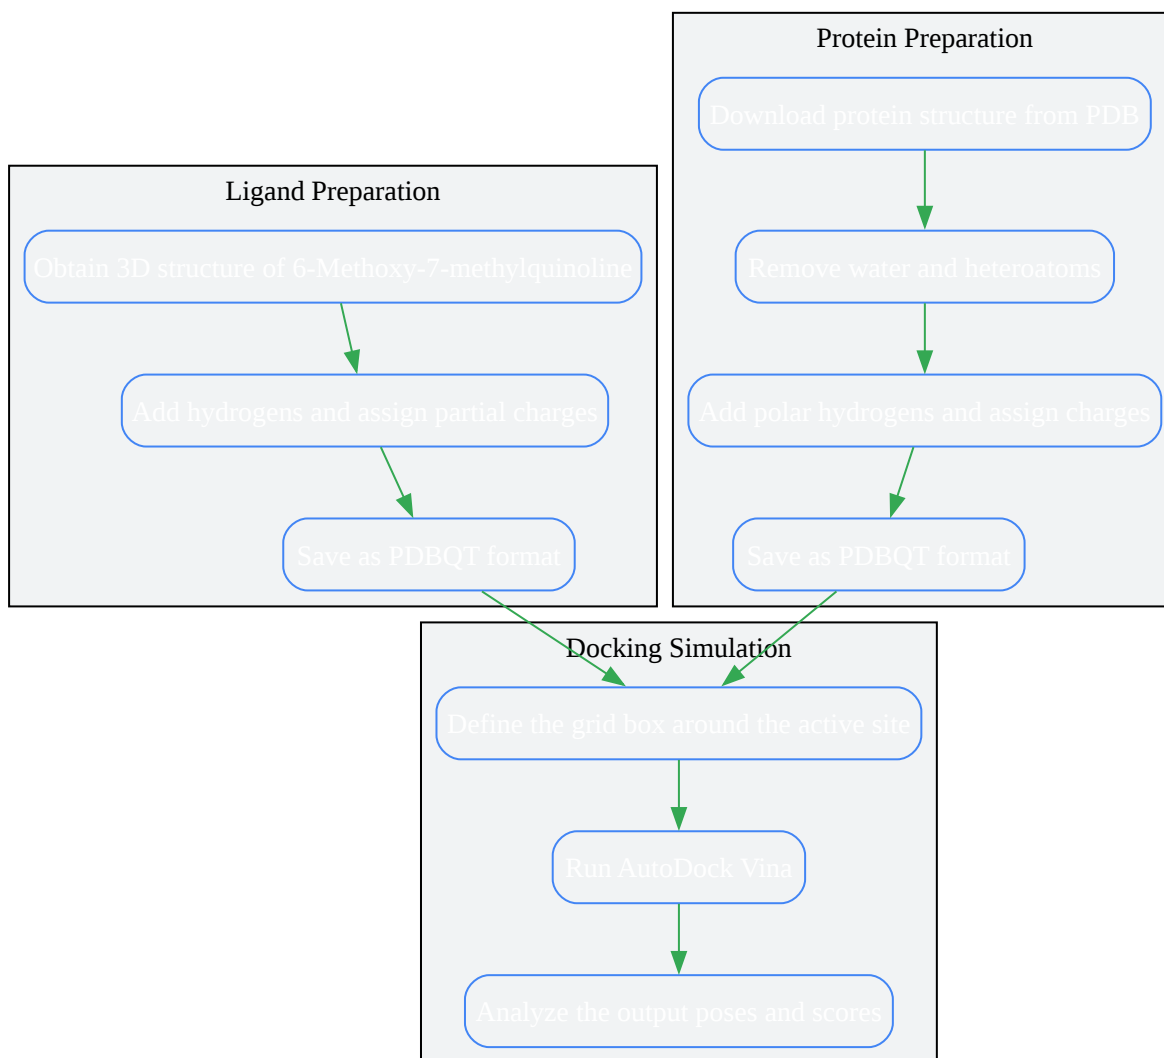 Protein Preparation
Download protein structure from PDB
Remove water and heteroatoms
Add polar hydrogens and assign charges
Save as PDBQT format
Ligand Preparation
Obtain 3D structure of 6-Methoxy-7-methylquinoline
Add hydrogens and assign partial charges
Save as PDBQT format
Docking Simulation
Define the grid box around the active site
Run AutoDock Vina
Analyze the output poses and scores